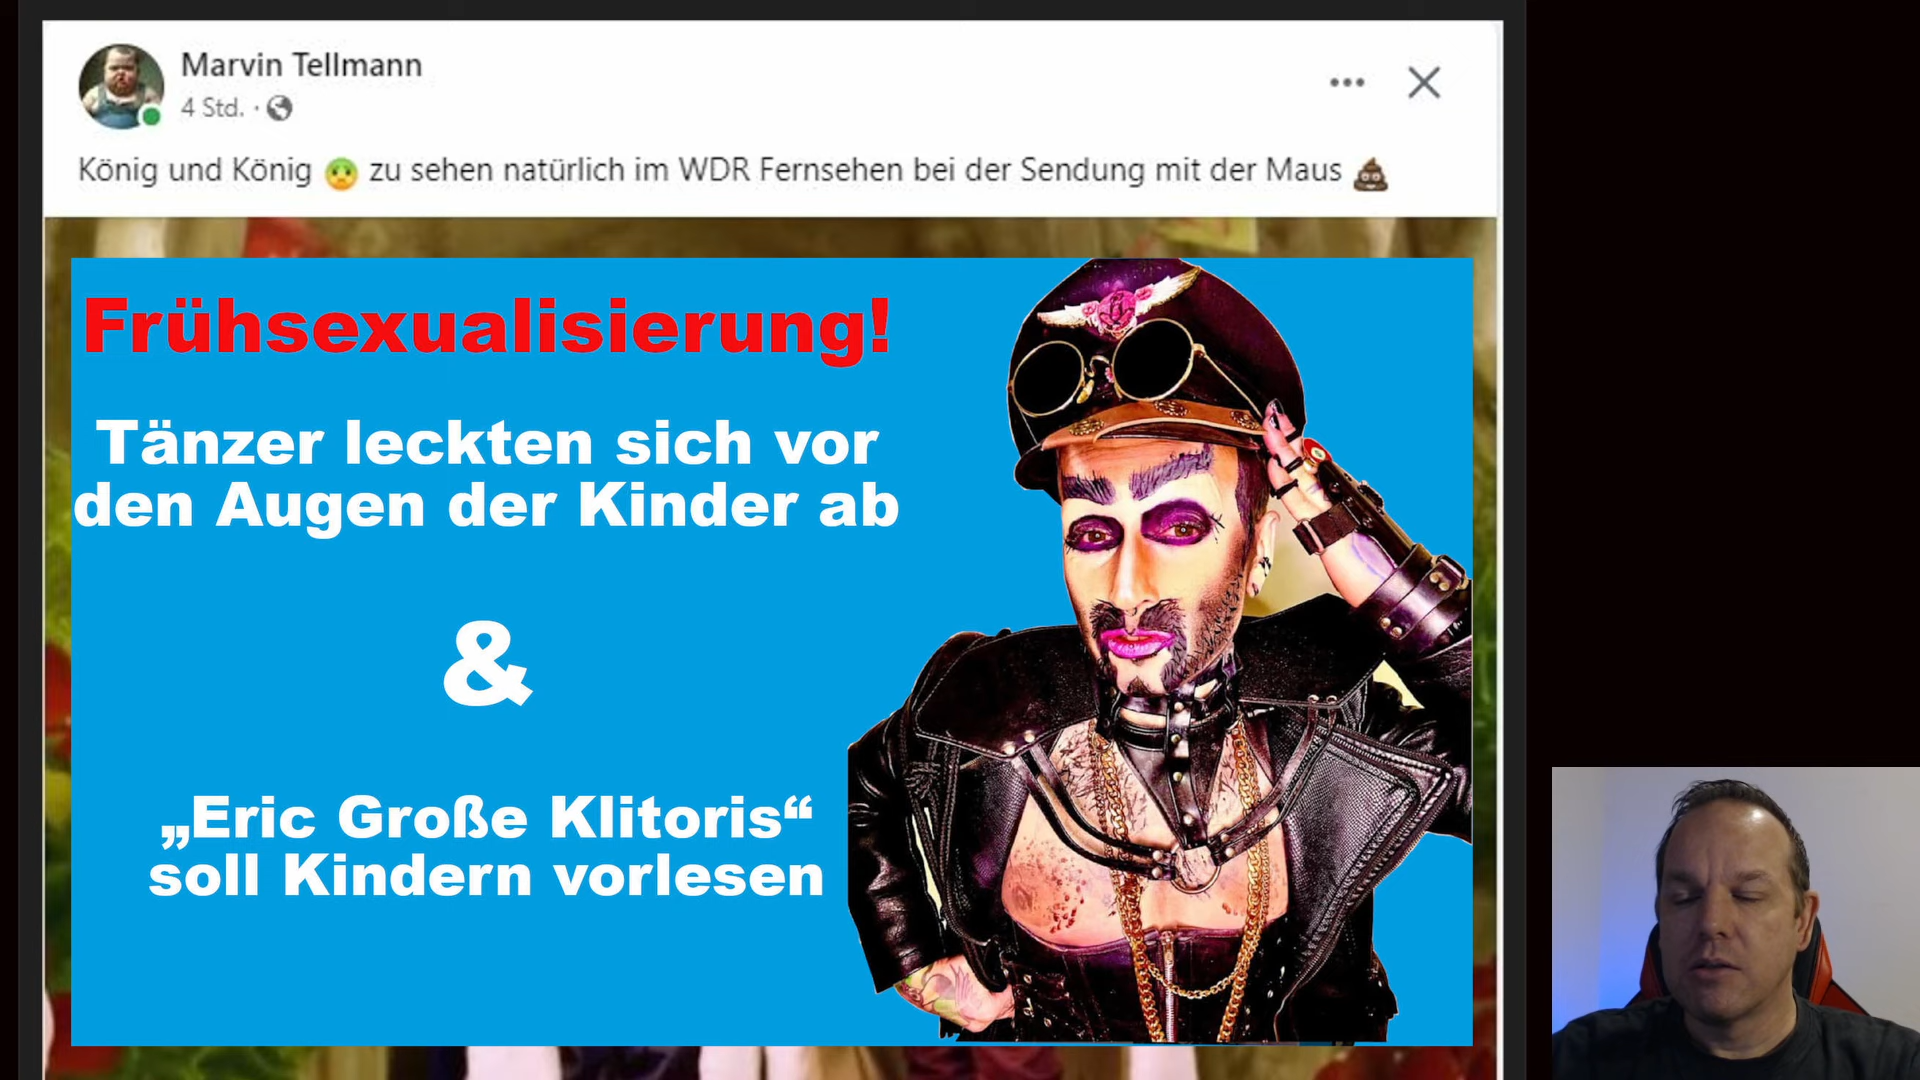 Marvin Tellmann
4 Std. ·
König und König 🤢 zu sehen natürlich im WDR Fernsehen bei der Sendung mit der Maus 💩
Frühsexualisierung!
Tänzer leckten sich vor
den Augen der Kinder ab
&
„Eric Große Klitoris“
soll Kindern vorlesen